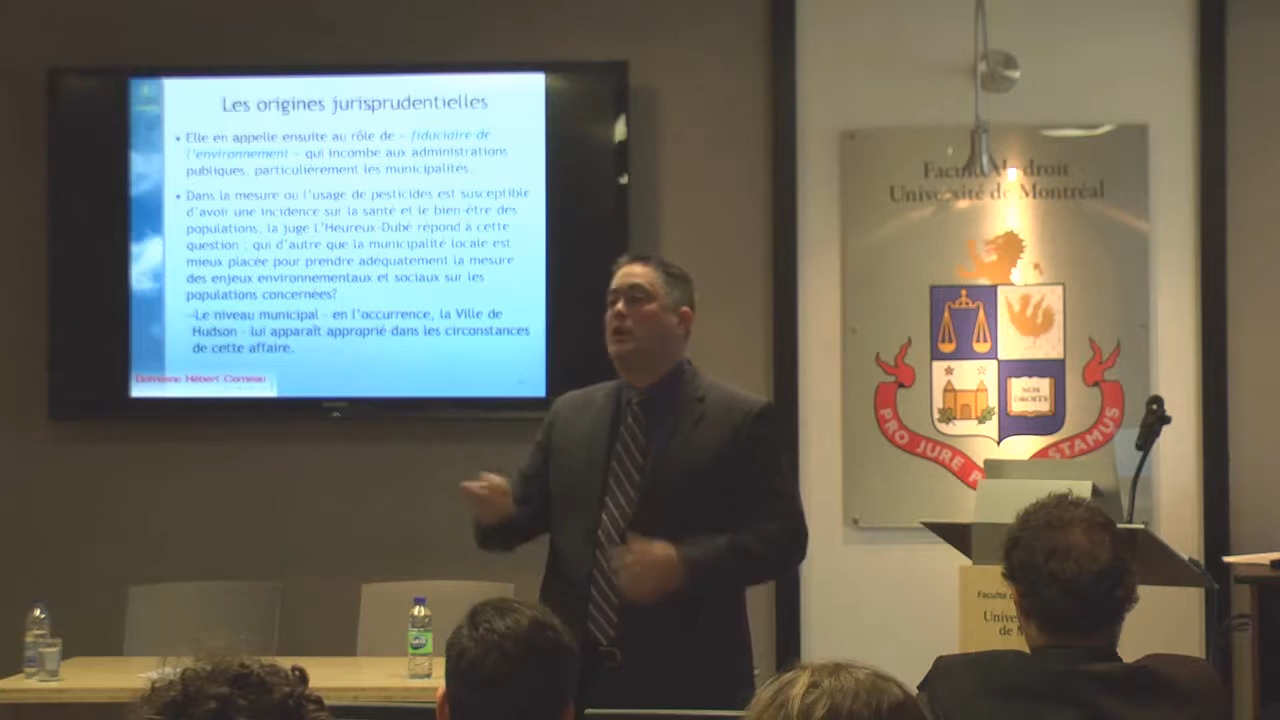 Les origines jurisprudentielles
• Elle en appelle ensuite au rôle de « fiduciaire de
l'environnement » qui incombe aux administrations
publiques, particulièrement les municipalités.
• Dans la mesure ou l'usage de pesticides est susceptible
d'avoir une incidence sur la santé et le bien-être des
populations, la juge l'Heureux-Dubé répond à cette
question : qui d'autre que la municipalité locale est
mieux placée pour prendre adequatement la mesure
des enjeux environnementaux et sociaux sur les
populations concernées?
–Le niveau municipal – en l'occurrence, la Ville de
Hudson – lui apparaît approprié dans les circonstances
de cette affaire.
Dufresne Hébert Comeau
Faculté de droit
Université de Montréal
NOS
DROITS
PRO JURE STAMUS
Faculté
de M